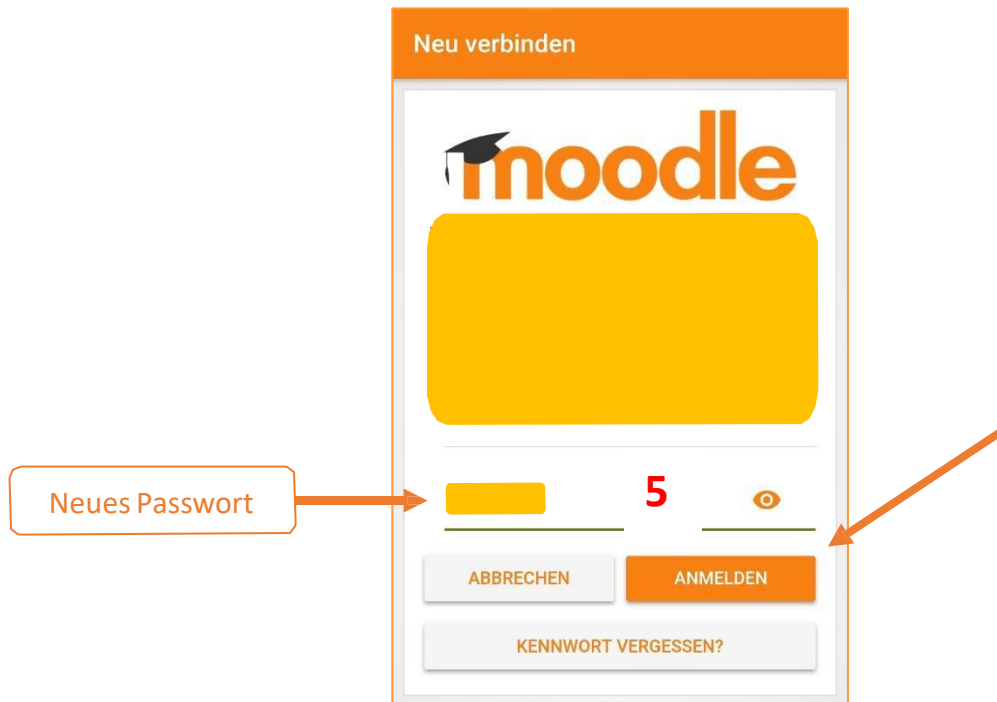 Neu verbinden
moodle
Neues Passwort
5
ABBRECHEN
ANMELDEN
KENNWORT VERGESSEN?